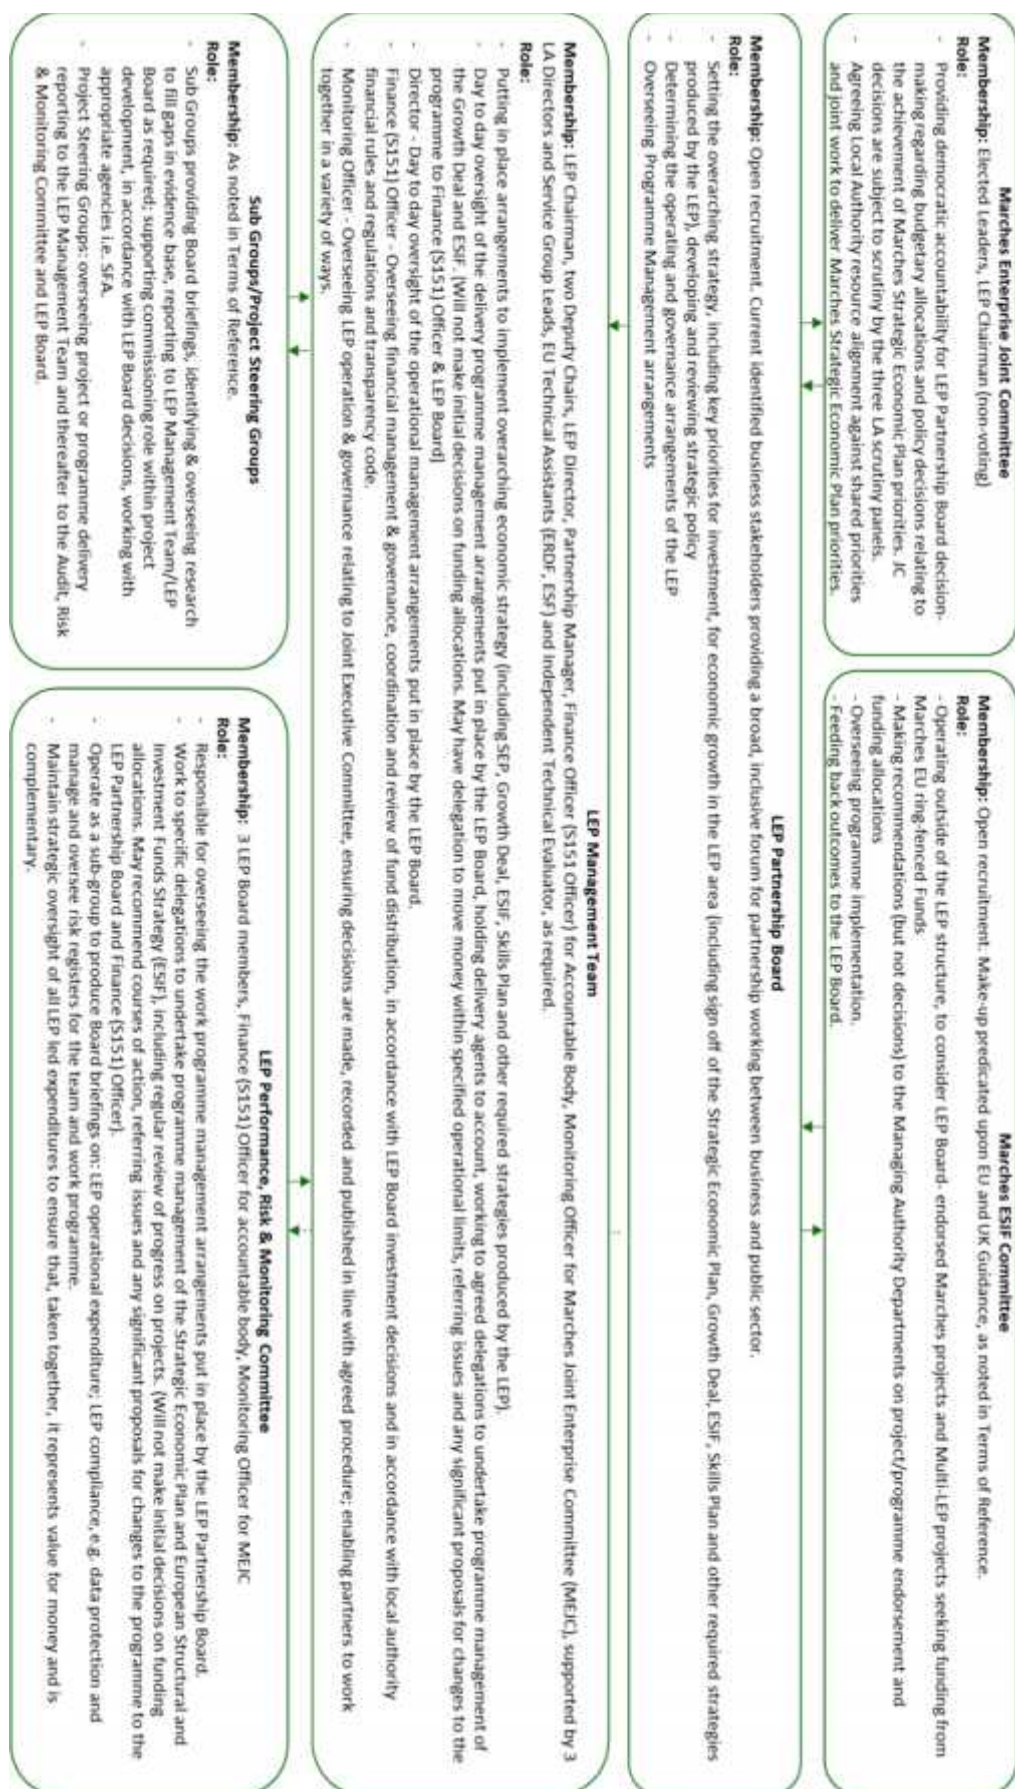 Marches Enterprise Joint Committee
Membership: Elected Leaders, LEP Chairman (non-voting)
Role:
- Providing democratic accountability for LEP Partnership Board decision-
making regarding budgetary allocations and policy decisions relating to
the achievement of Marches Strategic Economic Plan priorities. JC
decisions are subject to scrutiny by the three LA scrutiny panels.
- Agreeing Local Authority resource alignment against shared priorities
and joint work to deliver Marches Strategic Economic Plan priorities.
Marches ESIF Committee
Membership: Open recruitment. Make-up predicated upon EU and UK Guidance, as noted in Terms of Reference.
Role:
- Operating outside of the LEP structure, to consider LEP Board- endorsed Marches projects and Multi-LEP projects seeking funding from
Marches EU ring-fenced Funds
- Making recommendations (but not decisions) to the Managing Authority Departments on project/programme endorsement and
funding allocations
- Overseeing programme implementation.
- Feeding back outcomes to the LEP Board.
LEP Partnership Board
Membership: Open recruitment. Current identified business stakeholders providing a broad, inclusive forum for partnership working between business and public sector.
Role:
- Setting the overarching strategy, including key priorities for investment, for economic growth in the LEP area (including sign off of the Strategic Economic Plan, Growth Deal, ESIF, Skills Plan and other required strategies
produced by the LEP), developing and reviewing strategic policy
- Determining the operating and governance arrangements of the LEP
- Overseeing Programme Management arrangements
LEP Management Team
Membership: LEP Chairman, two Deputy Chairs, LEP Director, Partnership Manager, Finance Officer (S151 Officer) for Accountable Body, Monitoring Officer for Marches Joint Enterprise Committee (MEJC), supported by 3
LA Directors and Service Group Leads, EU Technical Assistants (ERDF, ESF) and independent Technical Evaluator, as required.
Role:
- Putting in place arrangements to implement overarching economic strategy (including SEP, Growth Deal, ESIF, Skills Plan and other required strategies produced by the LEP).
- Day to day oversight of the delivery programme management arrangements put in place by the LEP Board, holding delivery agents to account, working to agreed delegations to undertake programme management of
the Growth Deal and ESIF. [Will not make initial decisions on funding allocations. May have delegation to move money within specified operational limits, referring issues and any significant proposals for changes to the
programme to Finance (S151) Officer & LEP Board]
- Director - Day to day oversight of the operational management arrangements put in place by the LEP Board.
- Finance (S151) Officer - Overseeing financial management & governance, coordination and review of fund distribution, in accordance with LEP Board investment decisions and in accordance with local authority
financial rules and regulations and transparency code.
- Monitoring Officer - Overseeing LEP operation & governance relating to Joint Executive Committee, ensuring decisions are made, recorded and published in line with agreed procedure; enabling partners to work
together in a variety of ways.
Sub Groups/Project Steering Groups
Membership: As noted in Terms of Reference.
Role:
- Sub Groups providing Board briefings, identifying & overseeing research
to fill gaps in evidence base, reporting to LEP Management Team/LEP
Board as required; supporting commissioning role within project
development, in accordance with LEP Board decisions, working with
appropriate agencies i.e. SFA.
- Project Steering Groups: overseeing project or programme delivery
reporting to the LEP Management Team and thereafter to the Audit, Risk
& Monitoring Committee and LEP Board.
LEP Performance, Risk & Monitoring Committee
Membership: 3 LEP Board members, Finance (S151) Officer for accountable body, Monitoring Officer for MEJC
Role:
- Responsible for overseeing the work programme management arrangements put in place by the LEP Partnership Board.
- Work to specific delegations to undertake programme management of the Strategic Economic Plan and European Structural and
Investment Funds Strategy (ESIF), including regular review of progress on projects. (Will not make initial decisions on funding
allocations. May recommend courses of action, referring issues and any significant proposals for changes to the programme to the
LEP Partnership Board and Finance (S151) Officer).
- Operate as a sub-group to produce Board briefings on: LEP operational expenditure; LEP compliance, e.g. data protection and
manage and oversee risk registers for the team and work programme.
- Maintain strategic oversight of all LEP led expenditures to ensure that, taken together, it represents value for money and is
complementary.